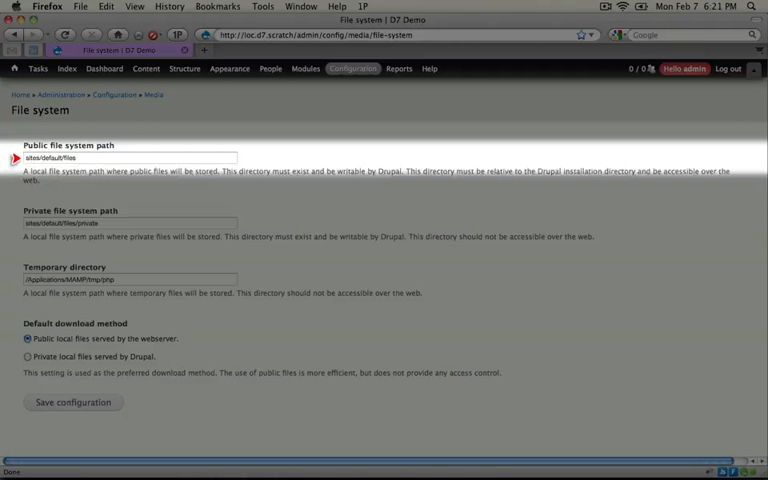 Firefox File Edit View History Bookmarks Tools Window Help 1P Mon Feb 7 6:21 PM
File system | D7 Demo
1P http://loc.d7.scratch/admin/config/media/file-system Google
File system | D7 Demo
Tasks Index Dashboard Content Structure Appearance People Modules Configuration Reports Help 0 / 0 Hello admin Log out
Home » Administration » Configuration » Media
File system
Public file system path
sites/default/files
A local file system path where public files will be stored. This directory must exist and be writable by Drupal. This directory must be relative to the Drupal installation directory and be accessible over the
web.
Private file system path
sites/default/files/private
A local file system path where private files will be stored. This directory must exist and be writable by Drupal. This directory should not be accessible over the web.
Temporary directory
/Applications/MAMP/tmp/php
A local file system path where temporary files will be stored. This directory should not be accessible over the web.
Default download method
Public local files served by the webserver.
Private local files served by Drupal.
This setting is used as the preferred download method. The use of public files is more efficient, but does not provide any access control.
Save configuration
Done